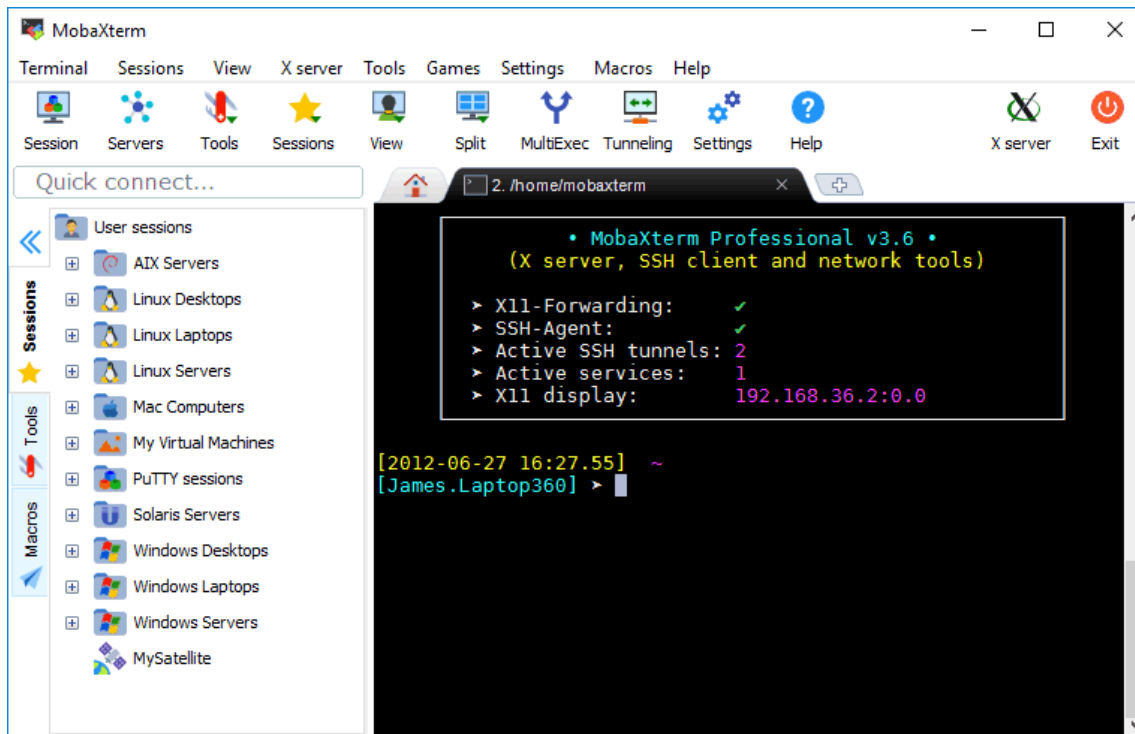 MobaXterm
Terminal Sessions View X server Tools Games Settings Macros Help
Session Servers Tools Sessions View Split MultiExec Tunneling Settings Help X server Exit
Quick connect...
2. /home/mobaxterm
Sessions
Tools
Macros
User sessions
AIX Servers
Linux Desktops
Linux Laptops
Linux Servers
Mac Computers
My Virtual Machines
PuTTY sessions
Solaris Servers
Windows Desktops
Windows Laptops
Windows Servers
MySatellite
• MobaXterm Professional v3.6 •
(X server, SSH client and network tools)
➤ X11-Forwarding: ✔
➤ SSH-Agent: ✔
➤ Active SSH tunnels: 2
➤ Active services: 1
➤ X11 display: 192.168.36.2:0.0
[2012-06-27 16:27.55] ~
[James.Laptop360] ➤